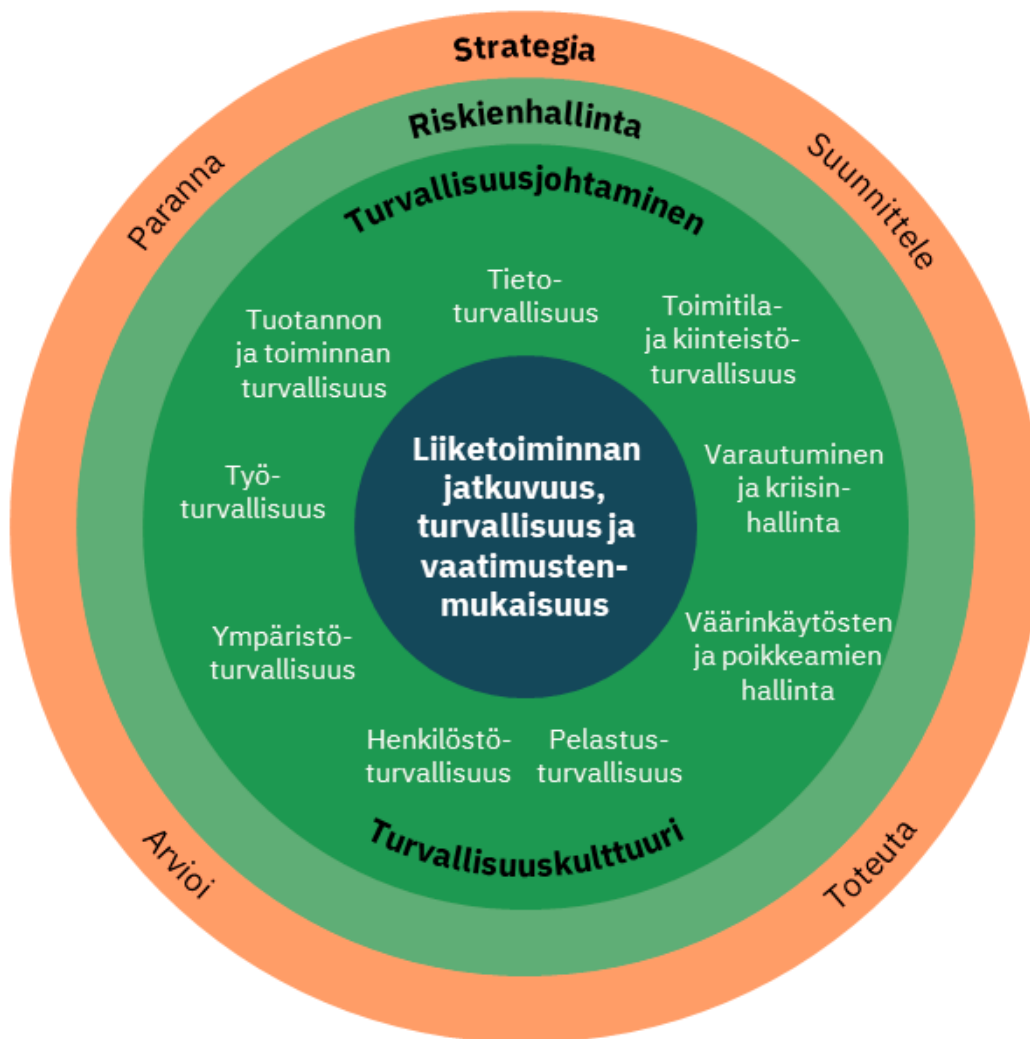 Strategia
Riskienhallinta
Turvallisuusjohtaminen
Paranna
Suunnittele
Tieto-
turvallisuus
Toimitila-
ja kiinteistö-
turvallisuus
Varautuminen
ja kriisin-
hallinta
Väärinkäytösten
ja poikkeamien
hallinta
Pelastus-
turvallisuus
Henkilöstö-
turvallisuus
Ympäristö-
turvallisuus
Työ-
turvallisuus
Tuotannon
ja toiminnan
turvallisuus
Liiketoiminnan
jatkuvuus,
turvallisuus ja
vaatimusten-
mukaisuus
Turvallisuuskulttuuri
Arvioi
Toteuta